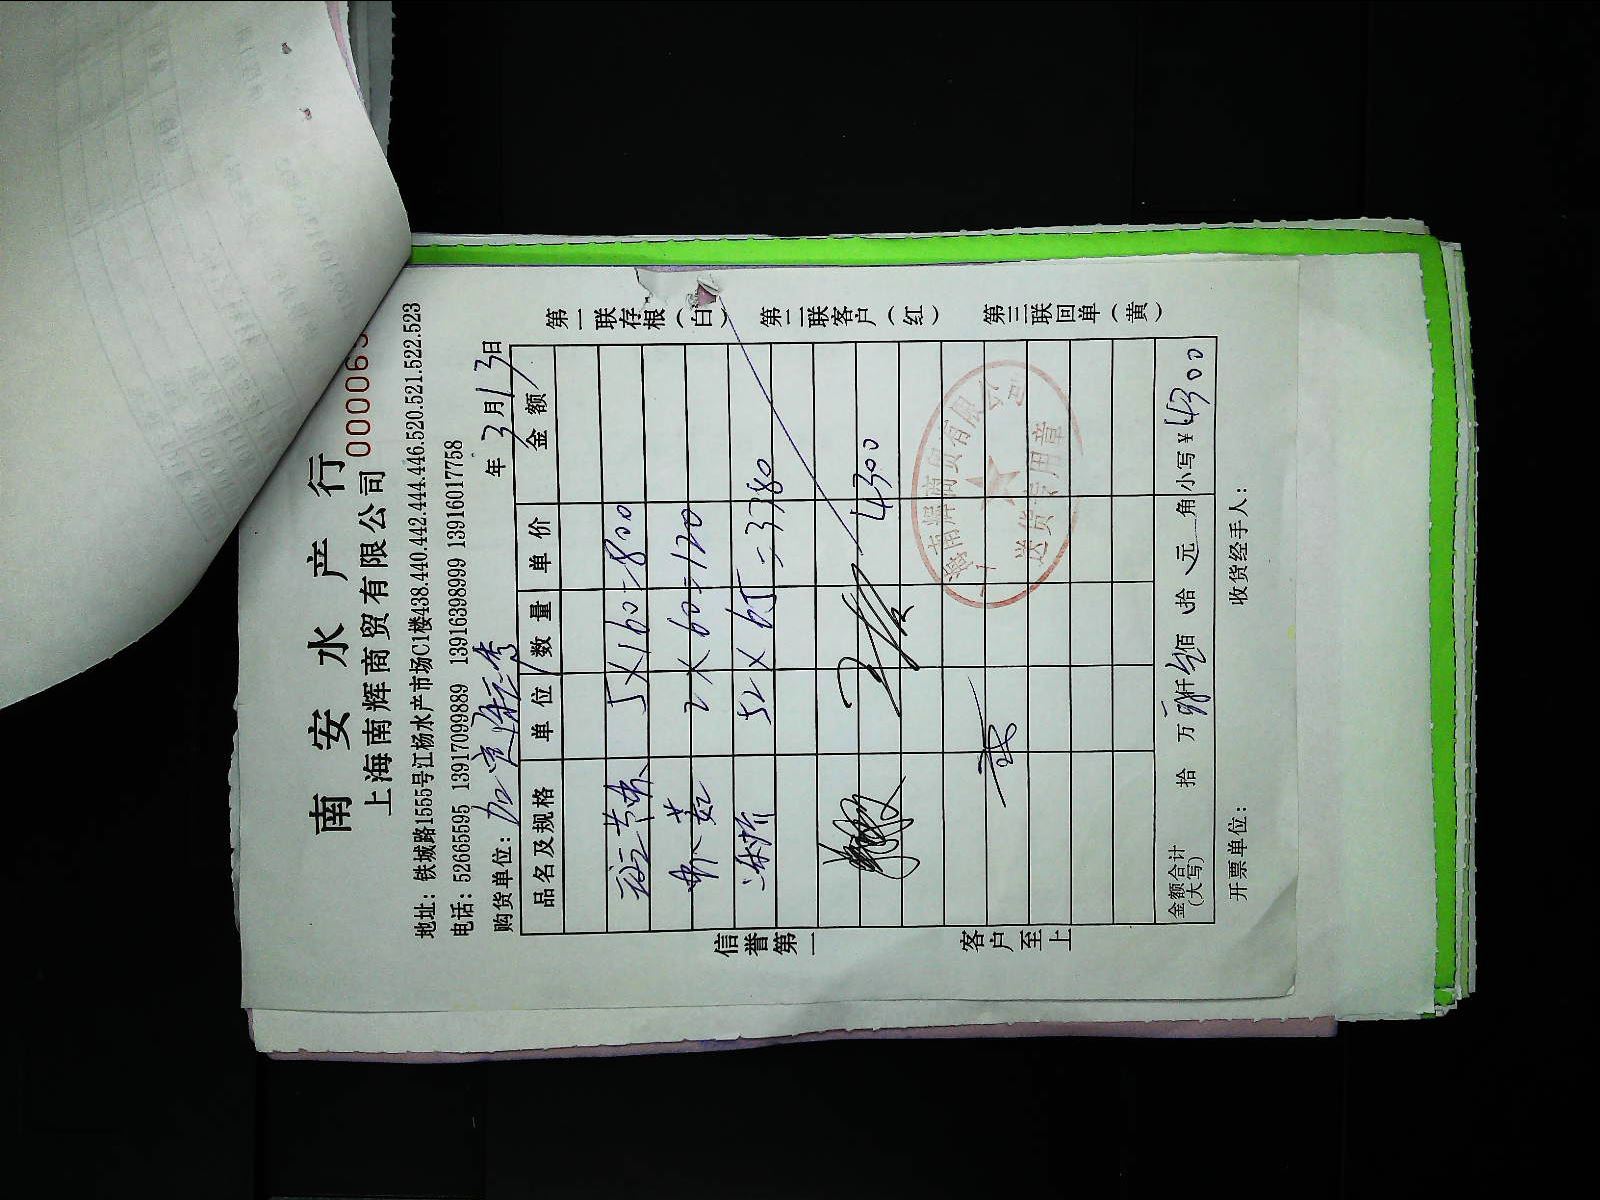 南安水产行
上海南辉商贸有限公司
00006
地址：铁城路1555号江杨水产市场C1楼438.440.442.444.446.520.521.522.523
电话：52665595 13917099889 13916398999 13916017758
购货单位：
年 3月13日
品名及规格 单位 数量 单价 金额
5×160=800
2×60=120
52×65=3380
4300
金额合计（大写） 拾 万 仟 佰 拾 元 角 小写¥4300
开票单位： 收货经手人：
信誉第一
客户至上
第一联存根（白）
第二联客户（红）
第三联回单（黄）
上海南辉商贸有限公司
送货专用章